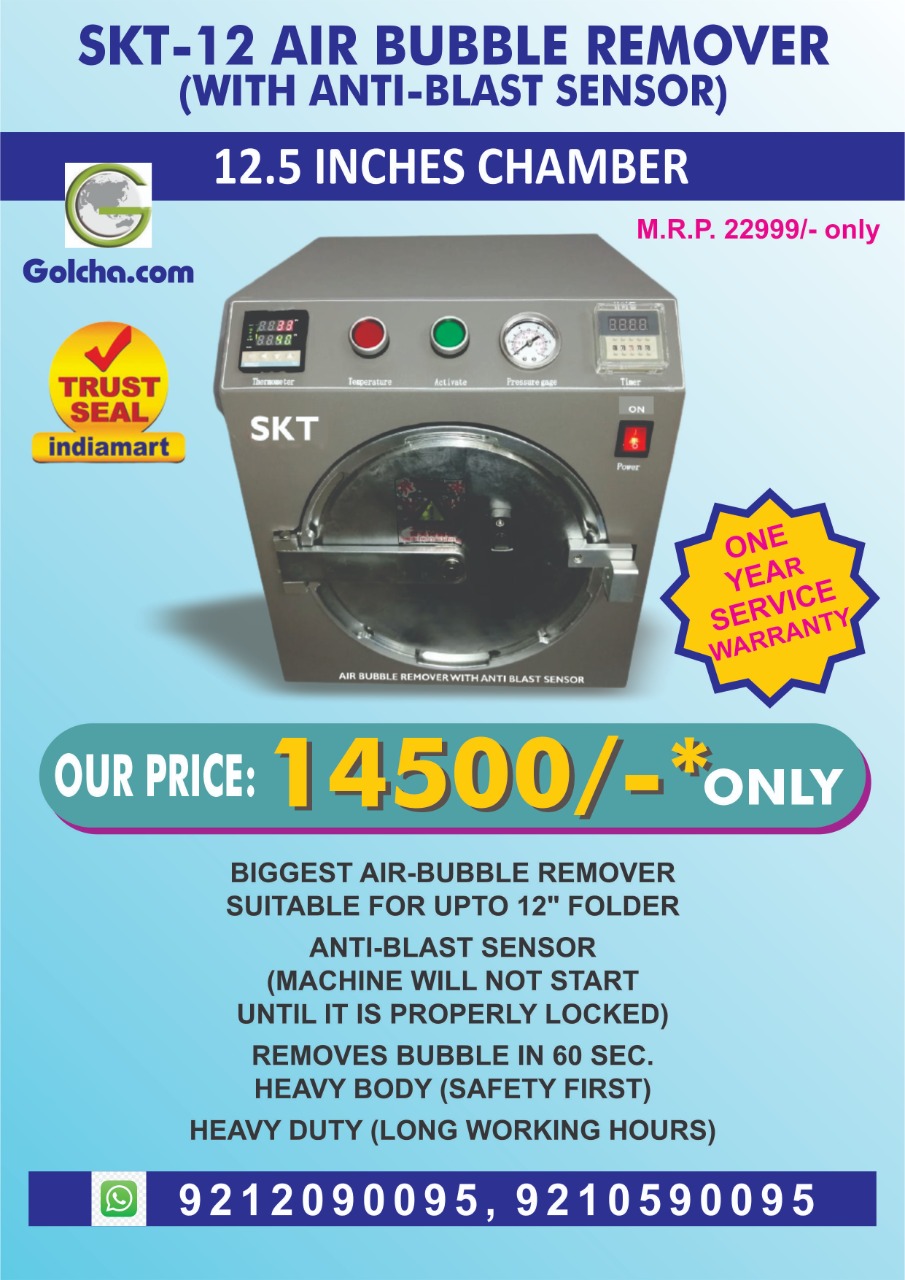 SKT-12 AIR BUBBLE REMOVER
(WITH ANTI-BLAST SENSOR)
12.5 INCHES CHAMBER
M.R.P. 22999/- only
Golcha.com
TRUST
SEAL
indiamart
Thermometer
Temperature
Activate
Pressure gage
Timer
SKT
ON
Power
AIR BUBBLE REMOVER WITH ANTI BLAST SENSOR
ONE
YEAR
SERVICE
WARRANTY
OUR PRICE: 14500/-* ONLY
BIGGEST AIR-BUBBLE REMOVER
SUITABLE FOR UPTO 12" FOLDER
ANTI-BLAST SENSOR
(MACHINE WILL NOT START
UNTIL IT IS PROPERLY LOCKED)
REMOVES BUBBLE IN 60 SEC.
HEAVY BODY (SAFETY FIRST)
HEAVY DUTY (LONG WORKING HOURS)
9212090095, 9210590095